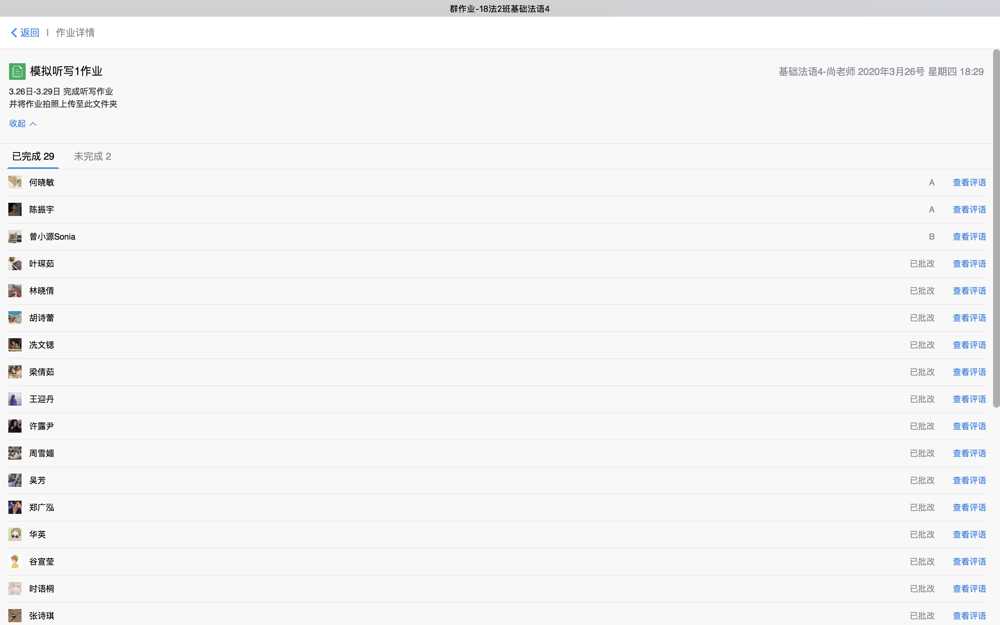 群作业-18法2班基础法语4
返回 | 作业详情
模拟听写1作业 基础法语4-尚老师 2020年3月26号 星期四 18:29
3.26日-3.29日 完成听写作业
并将作业拍照上传至此文件夹
收起
已完成 29 未完成 2
何晓敏 A 查看评语
陈振宇 A 查看评语
曾小源Sonia B 查看评语
叶琛茹 已批改 查看评语
林晓倩 已批改 查看评语
胡诗蕾 已批改 查看评语
冼文锶 已批改 查看评语
梁倩茹 已批改 查看评语
王迎丹 已批改 查看评语
许露尹 已批改 查看评语
周雪媚 已批改 查看评语
吴芳 已批改 查看评语
郑广泓 已批改 查看评语
华英 已批改 查看评语
谷宣莹 已批改 查看评语
时语桐 已批改 查看评语
张诗琪 已批改 查看评语